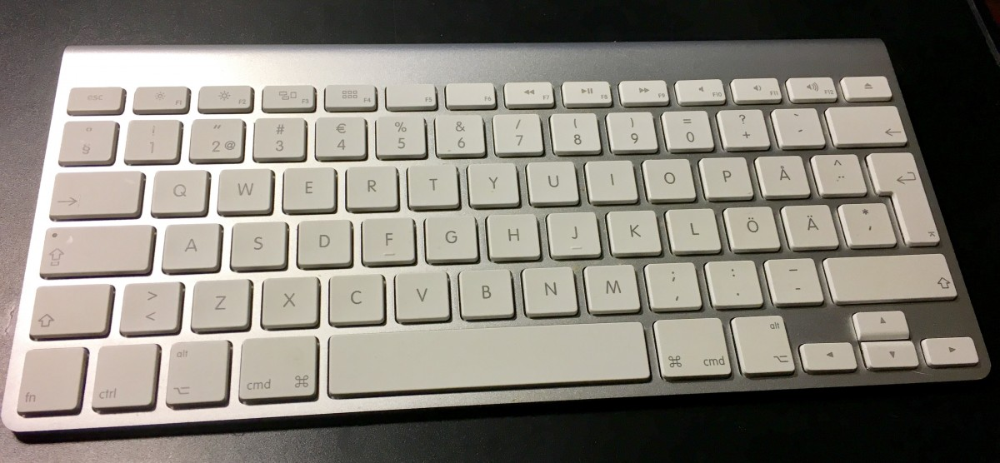 esc F1 F2 F3 F4 F5 F6 F7 F8 F9 F10 F11 F12
° ! " # € % & / ( ) = ? `
§ 1 2 @ 3 4 5 6 7 8 9 0 + ´
Q W E R T Y U I O P Å ^ ¨
A S D F G H J K L Ö Ä * '
> < Z X C V B N M ; , : . _ -
fn ctrl alt ⌥ cmd ⌘ ⌘ cmd alt ⌥